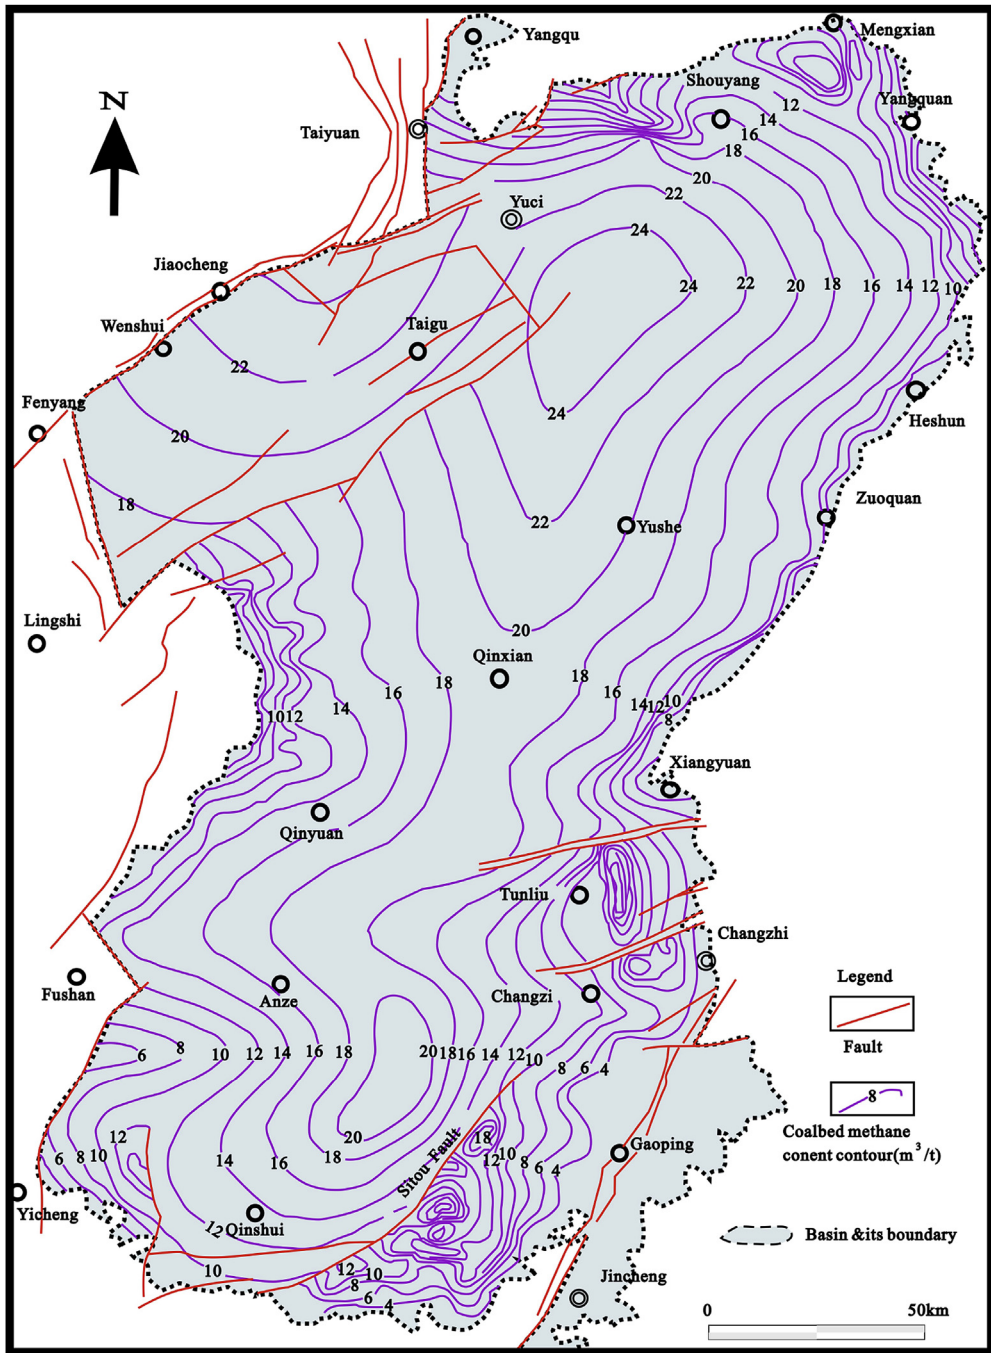 Yangqu
Mengxian
Shouyang
Yangquan
N
Taiyuan
12
14
16
18
20
22
Yuci
24
Jiaocheng
24
22
20
18
16
14
12
10
Wenshui
Taigu
22
Fenyang
24
Heshun
20
18
Zuoquan
22
Yushe
Lingshi
20
Qinxian
18
16
14
12
10
8
18
16
14
10
12
Xiangyuan
Qinyuan
Tunliu
Changzhi
Fushan
Anze
Changzi
Legend
Fault
6
8
10
12
14
16
18
20
18
16
14
12
10
8
6
4
8
Coalbed methane
conent contour(m³/t)
12
20
18
Sitou Fault
Gaoping
6
8
10
14
16
18
12
10
8
6
4
Yicheng
12
Qinshui
Basin &its boundary
10
12
10
8
6
4
Jincheng
0
50km